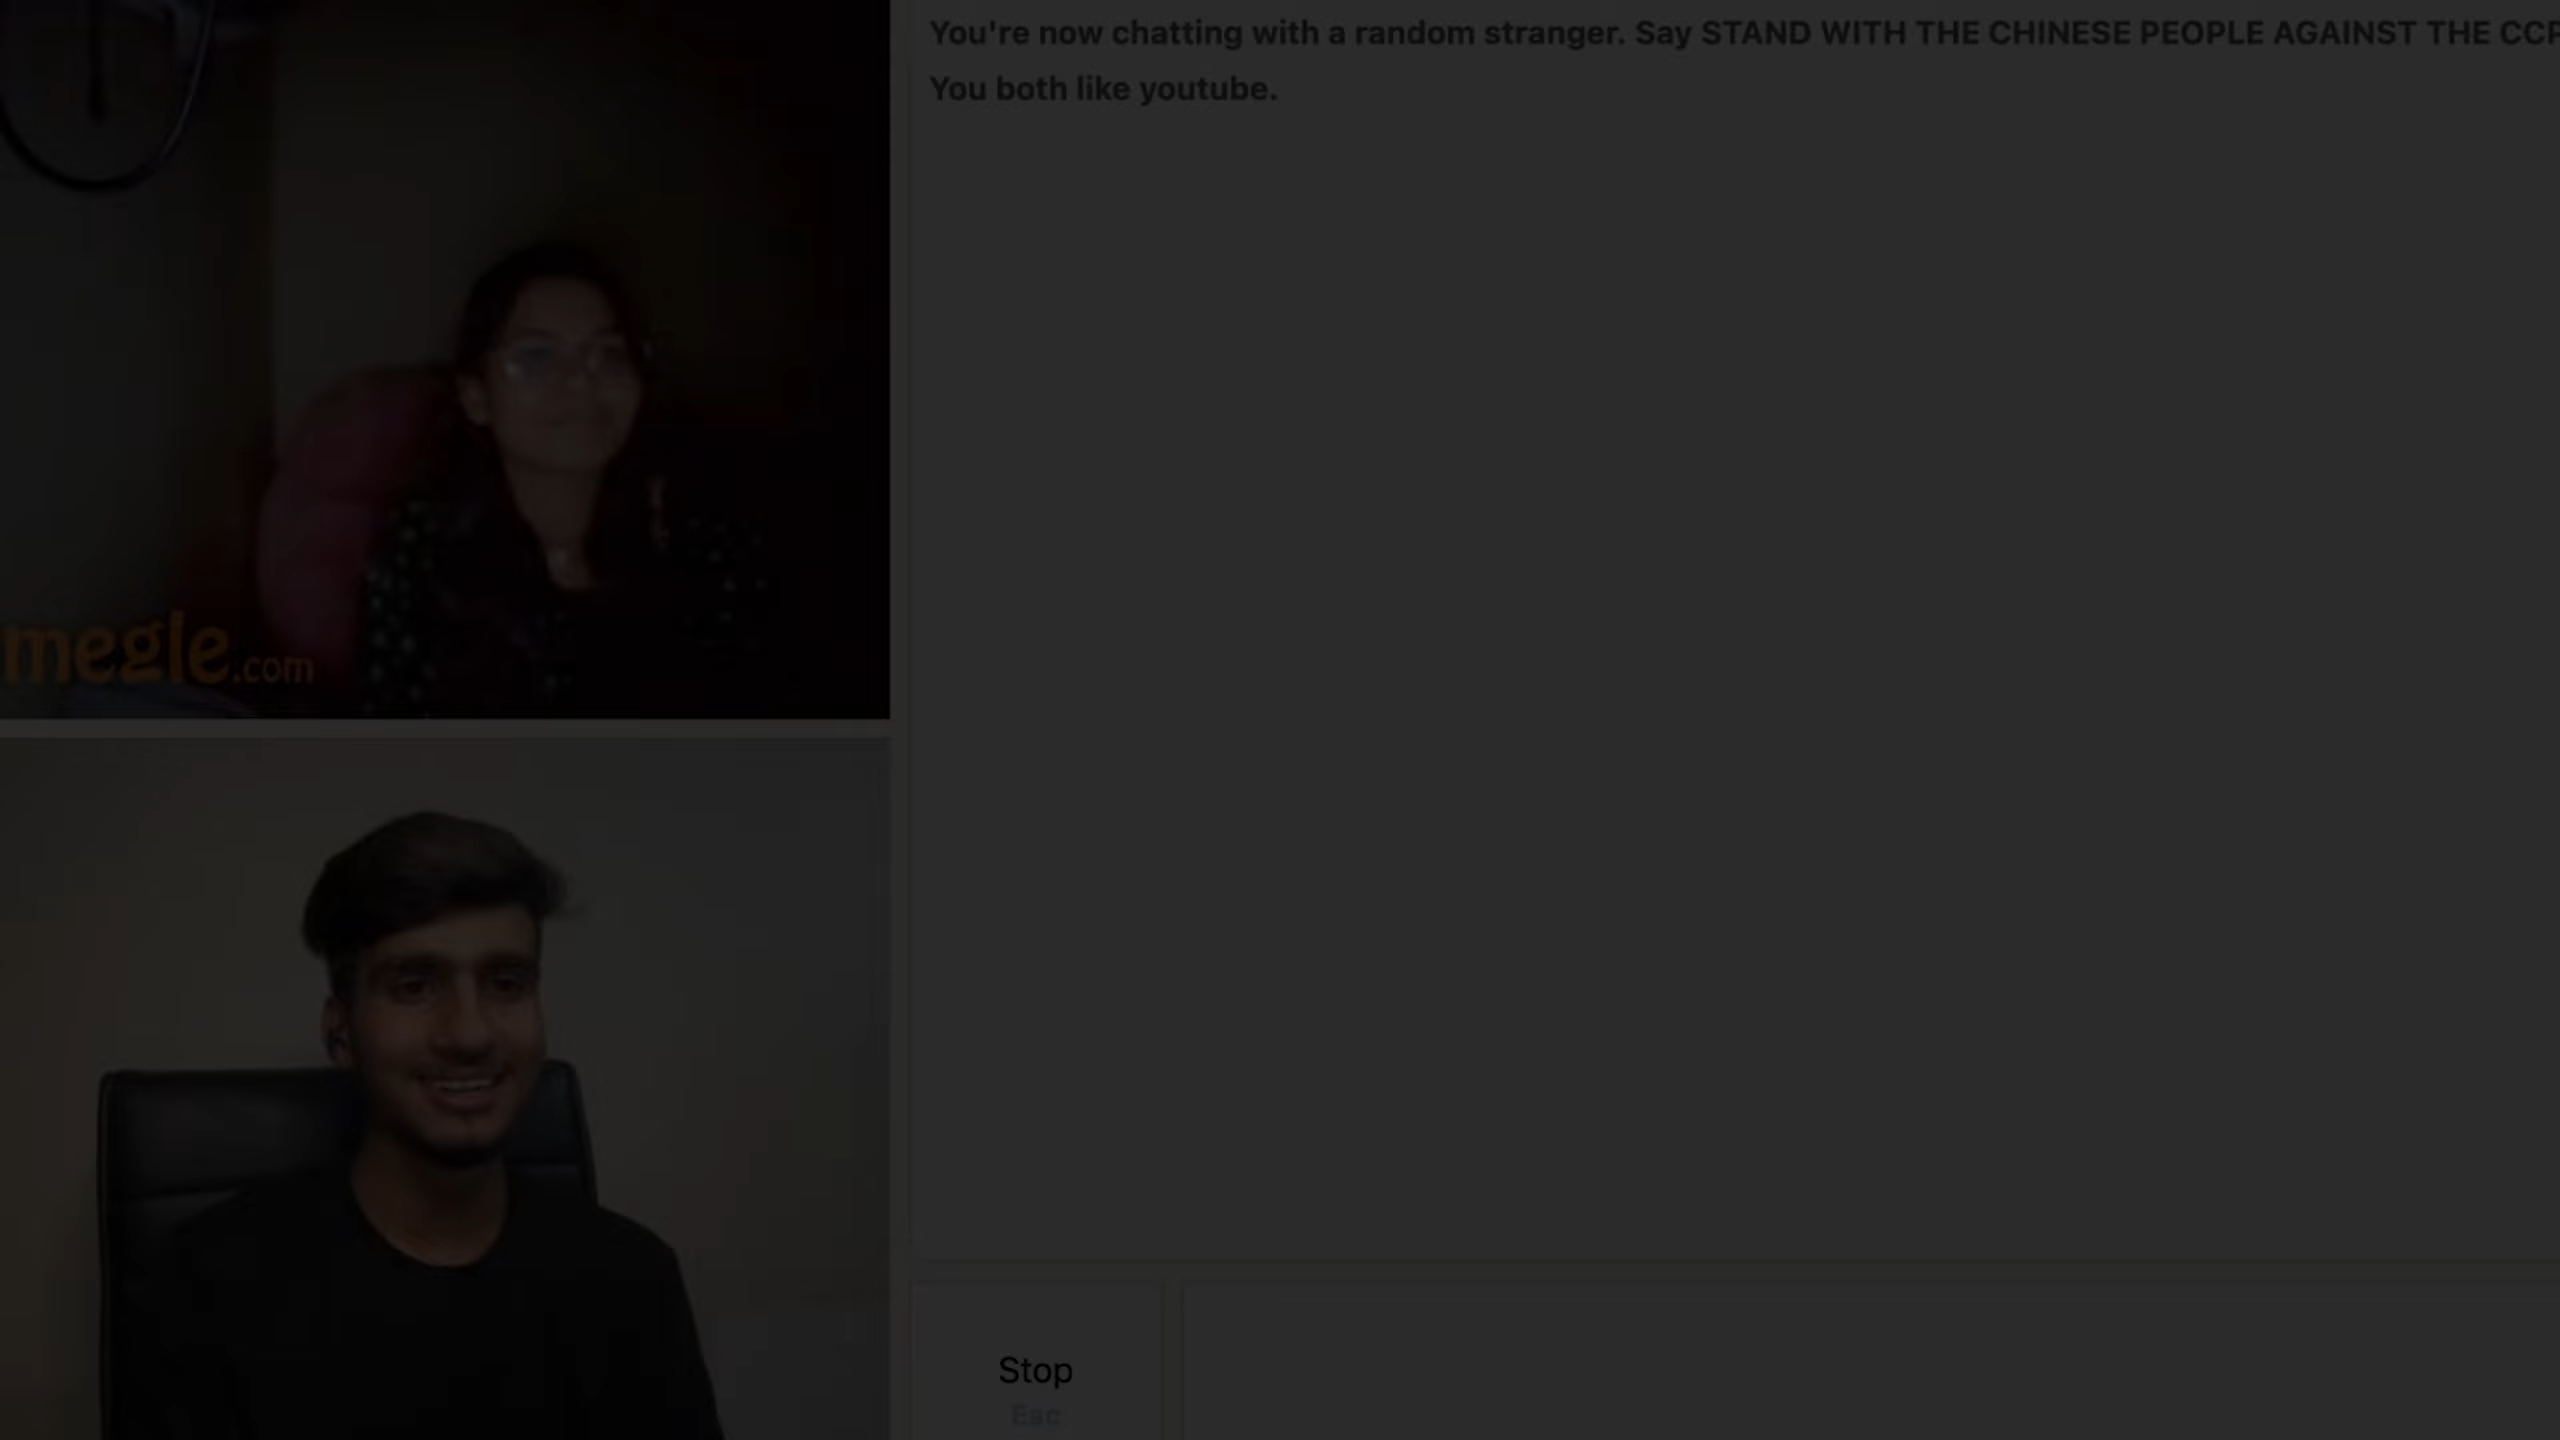 You're now chatting with a random stranger. Say STAND WITH THE CHINESE PEOPLE AGAINST THE CCP
You both like youtube.
megle.com
Stop
Esc